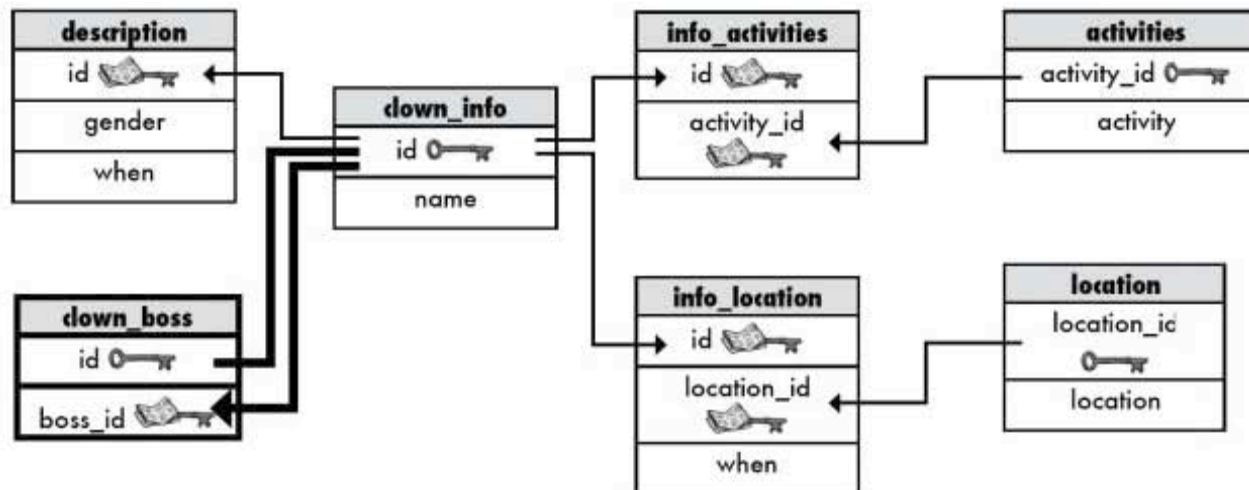 description
id
gender
when
clown_info
id
name
info_activities
id
activity_id
activities
activity_id
activity
clown_boss
id
boss_id
info_location
id
location_id
when
location
location_id
location